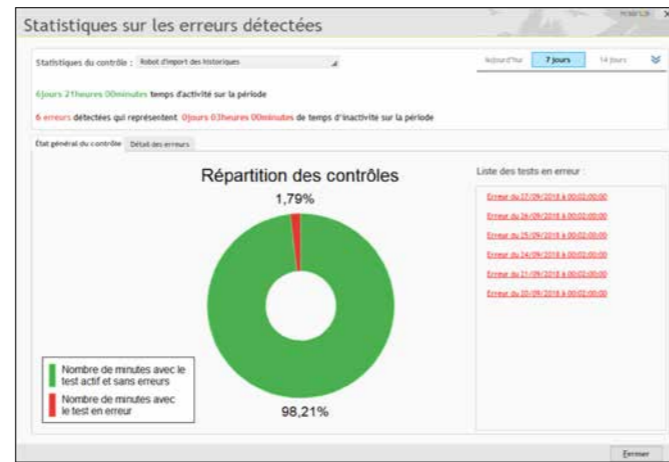 Statistiques sur les erreurs détectées
Statistiques du contrôle : Robot d'import des historiques
Aujourd'hui 7 jours 14 jours
6jours 21heures 00minutes temps d'activité sur la période
6 erreurs détectées qui représentent 0jours 03heures 00minutes de temps d'inactivité sur la période
État général du contrôle Détail des erreurs
Répartition des contrôles
1,79%
98,21%
Nombre de minutes avec le
test actif et sans erreurs
Nombre de minutes avec
le test en erreur
Liste des tests en erreur :
Erreur du 27/09/2018 à 00:02:00:00
Erreur du 26/09/2018 à 00:02:00:00
Erreur du 25/09/2018 à 00:02:00:00
Erreur du 24/09/2018 à 00:02:00:00
Erreur du 21/09/2018 à 00:02:00:00
Erreur du 20/09/2018 à 00:02:00:00
Fermer